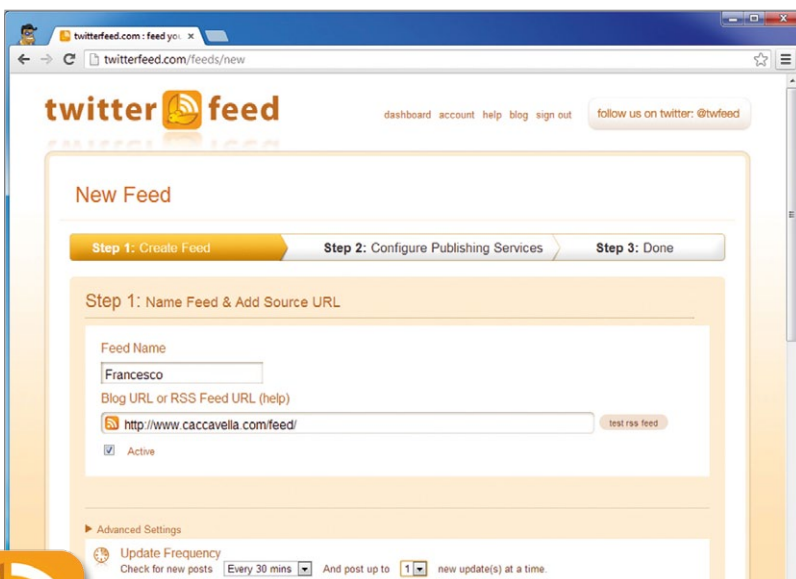 twitterfeed.com : feed you
twitterfeed.com/feeds/new
twitter feed
dashboard account help blog sign out
follow us on twitter: @twfeed
New Feed
Step 1: Create Feed
Step 2: Configure Publishing Services
Step 3: Done
Step 1: Name Feed & Add Source URL
Feed Name
Francesco
Blog URL or RSS Feed URL (help)
http://www.caccavella.com/feed/
test rss feed
Active
Advanced Settings
Update Frequency
Check for new posts Every 30 mins And post up to 1 new update(s) at a time.